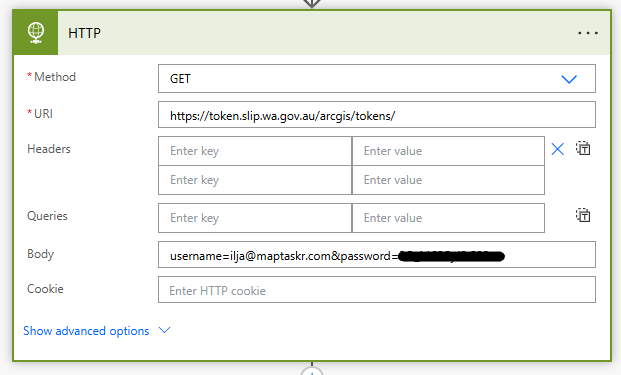 HTTP
* Method GET
* URI https://token.slip.wa.gov.au/arcgis/tokens/
Headers Enter key Enter value
Enter key Enter value
Queries Enter key Enter value
Body username=ilja@maptaskr.com&password=
Cookie Enter HTTP cookie
Show advanced options